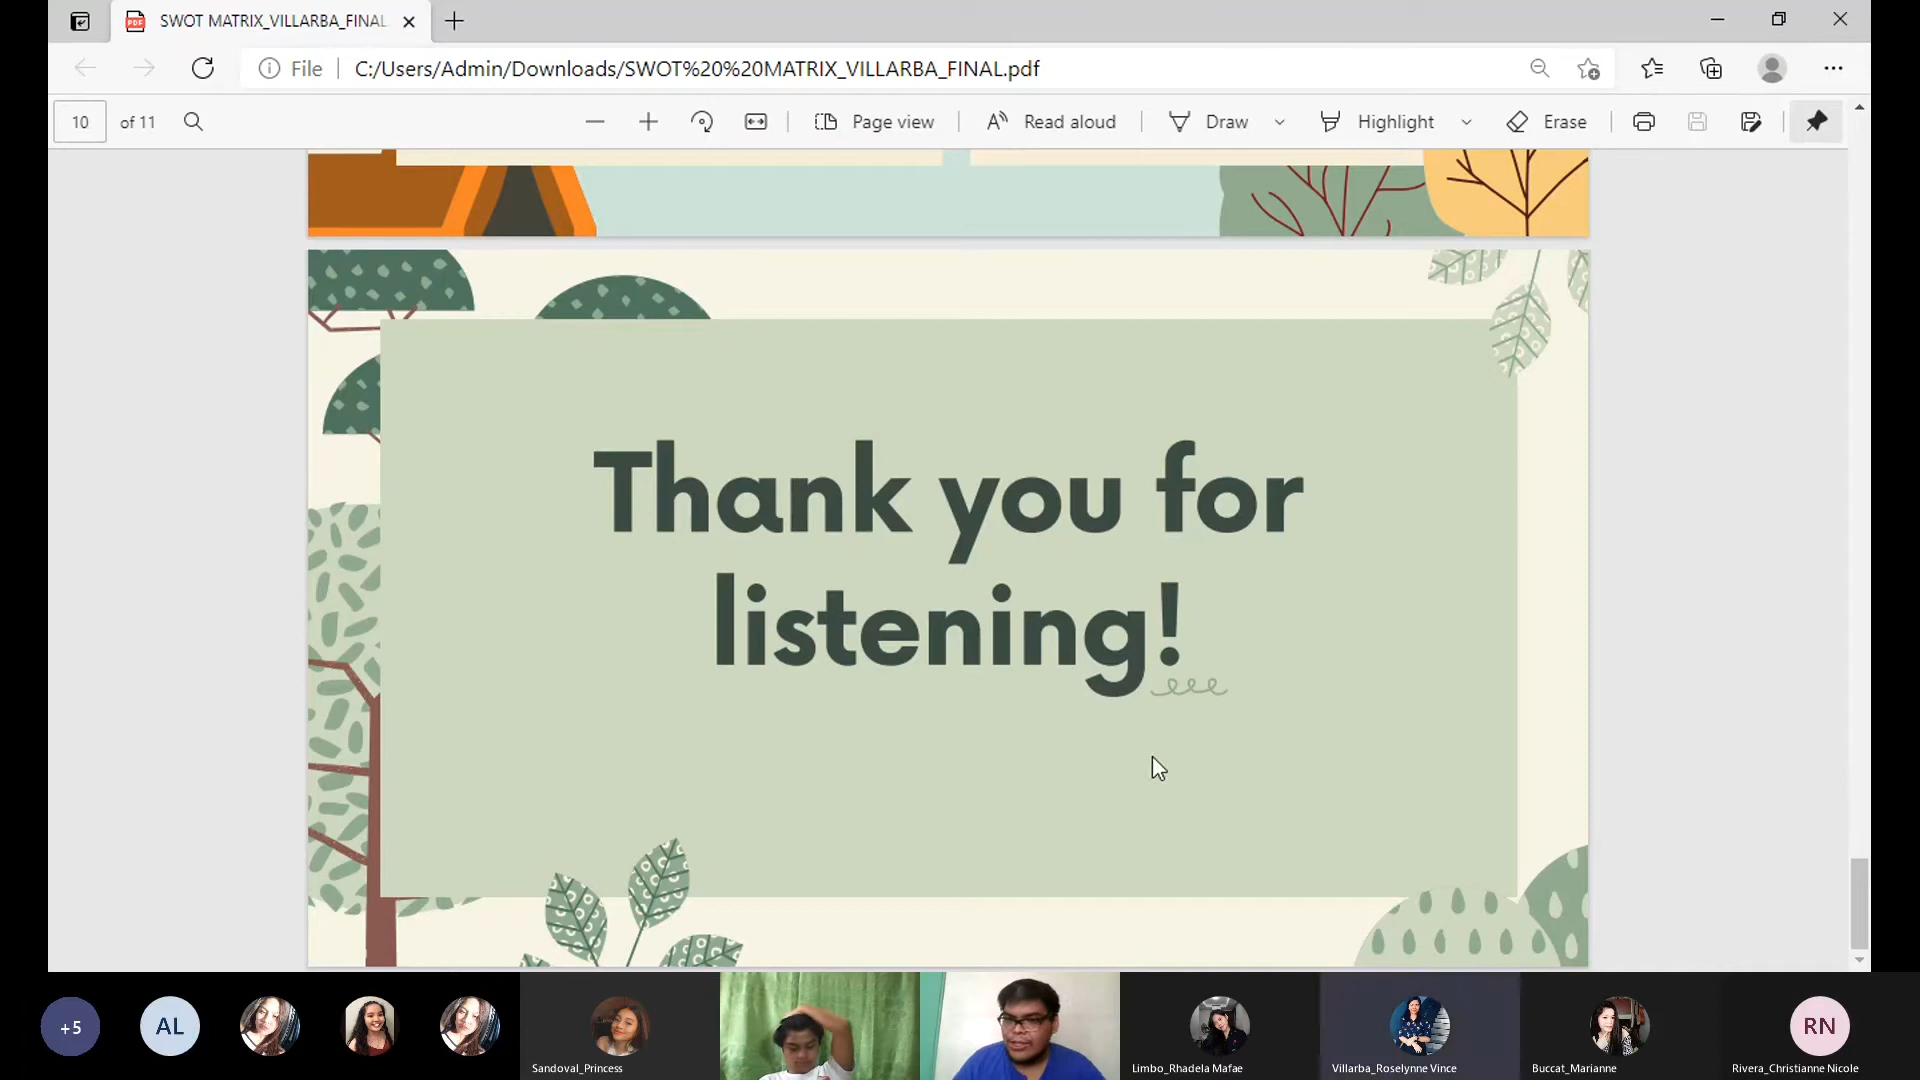 SWOT MATRIX_VILLARBA_FINAL
File
C:/Users/Admin/Downloads/SWOT%20%20MATRIX_VILLARBA_FINAL.pdf
10 of 11
Page view
Read aloud
Draw
Highlight
Erase
Thank you for
listening!
+5
AL
RN
Sandoval_Princess
Limbo_Rhadela Mafae
Villarba_Roselynne Vince
Buccat_Marianne
Rivera_Christianne Nicole